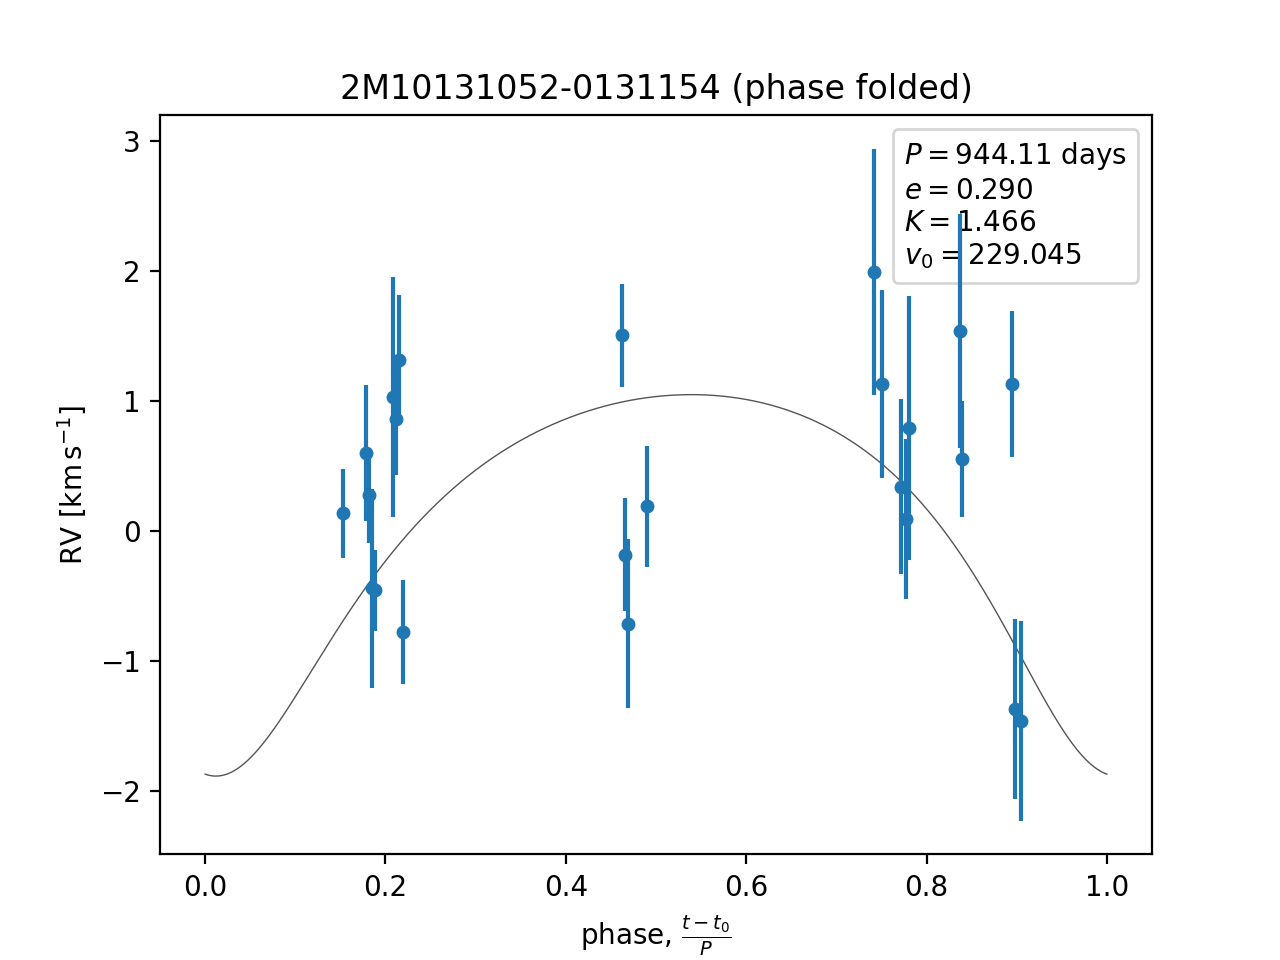 2M10131052-0131154 (phase folded)
P = 944.11 days
e = 0.290
K = 1.466
v₀ = 229.045
3
2
1
0
−1
−2
RV [km s⁻¹]
0.0 0.2 0.4 0.6 0.8 1.0
phase, (t − t₀)/P